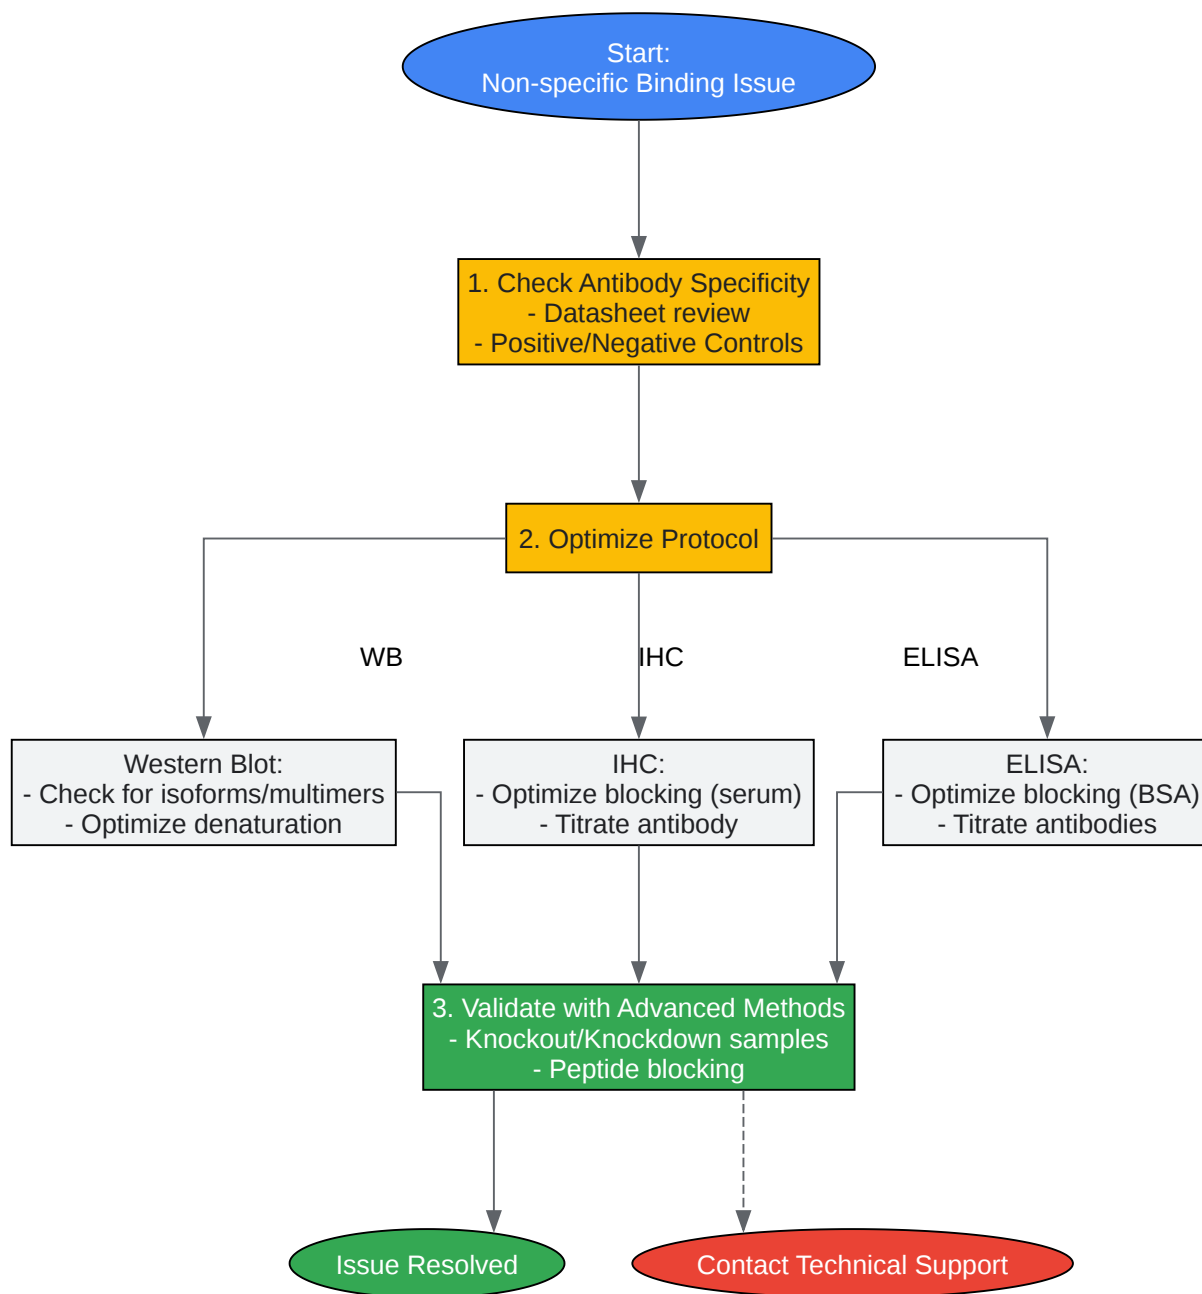 Start:
Non-specific Binding Issue
1. Check Antibody Specificity
- Datasheet review
- Positive/Negative Controls
2. Optimize Protocol
WB
IHC
ELISA
Western Blot:
- Check for isoforms/multimers
- Optimize denaturation
IHC:
- Optimize blocking (serum)
- Titrate antibody
ELISA:
- Optimize blocking (BSA)
- Titrate antibodies
3. Validate with Advanced Methods
- Knockout/Knockdown samples
- Peptide blocking
Issue Resolved
Contact Technical Support